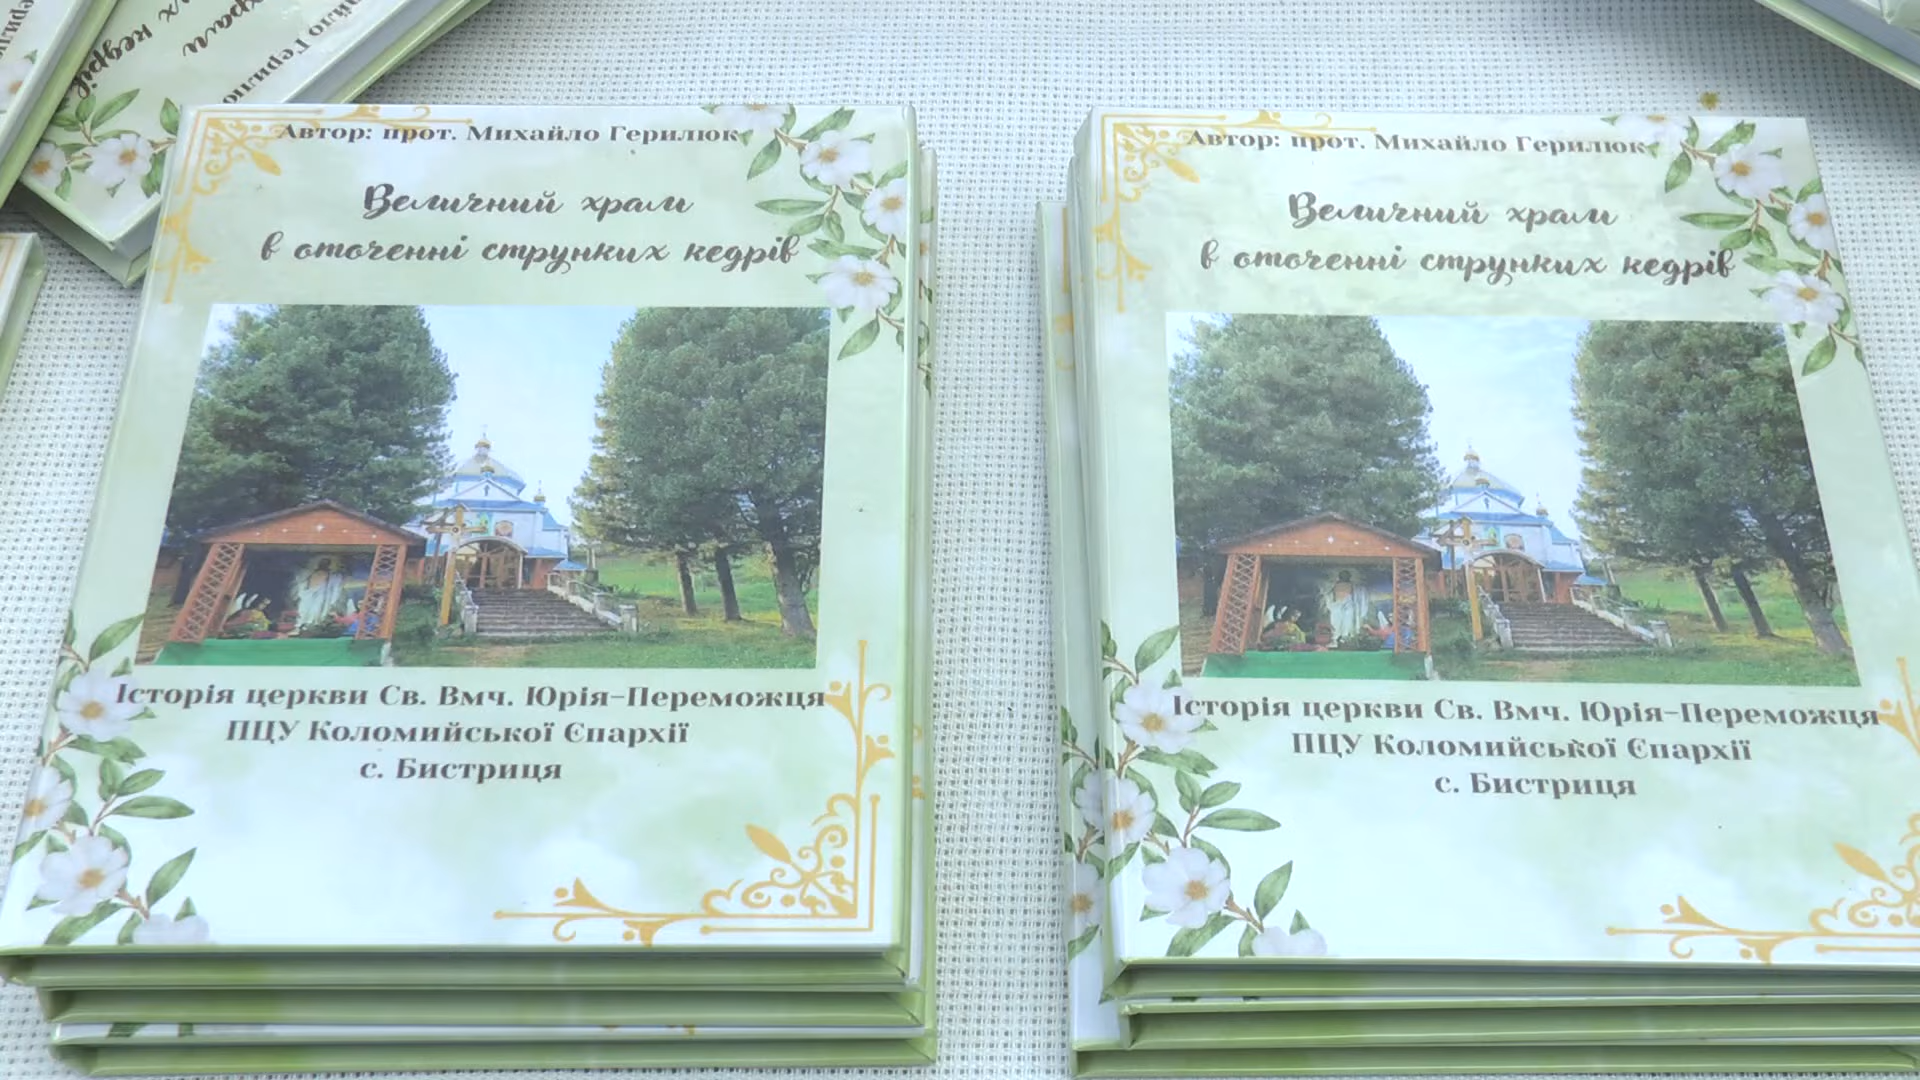 кедрів
храм
Автор: прот. Михайло Герилюк
Величний храм
в оточенні струнких кедрів
Історія церкви Св. Вмч. Юрія-Переможця
ПЦУ Коломийської Єпархії
с. Бистриця
Автор: прот. Михайло Герилюк
Величний храм
в оточенні струнких кедрів
Історія церкви Св. Вмч. Юрія-Переможця
ПЦУ Коломийської Єпархії
с. Бистриця